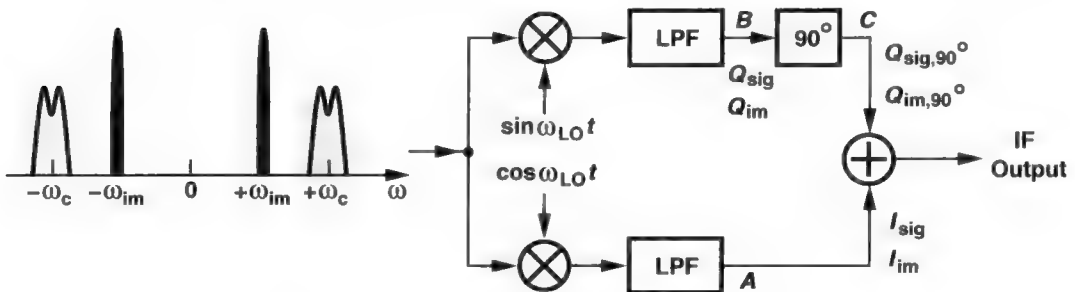 LPF
B
90°
C
Q_sig
Q_im
Q_sig,90°
Q_im,90°
sin ω_LO t
cos ω_LO t
+
IF
Output
−ω_c
−ω_im
0
+ω_im
+ω_c
ω
LPF
A
I_sig
I_im